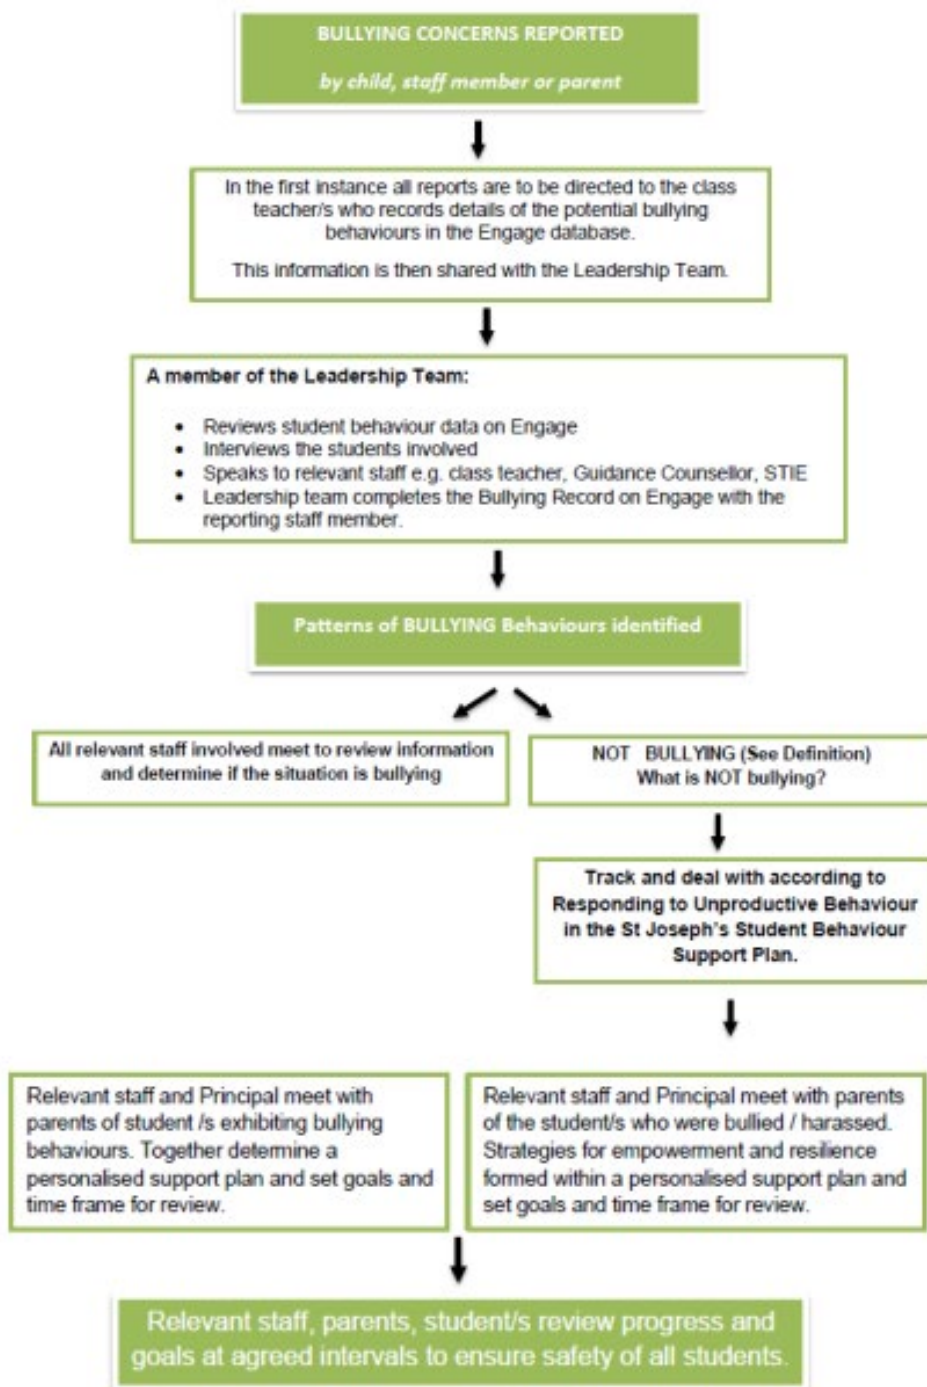 BULLYING CONCERNS REPORTED
by child, staff member or parent
In the first instance all reports are to be directed to the class
teacher/s who records details of the potential bullying
behaviours in the Engage database.
This information is then shared with the Leadership Team.
A member of the Leadership Team:
• Reviews student behaviour data on Engage
• Interviews the students involved
• Speaks to relevant staff e.g. class teacher, Guidance Counsellor, STIE
• Leadership team completes the Bullying Record on Engage with the
reporting staff member.
Patterns of BULLYING Behaviours identified
All relevant staff involved meet to review information
and determine if the situation is bullying
NOT BULLYING (See Definition)
What is NOT bullying?
Track and deal with according to
Responding to Unproductive Behaviour
in the St Joseph's Student Behaviour
Support Plan.
Relevant staff and Principal meet with
parents of student /s exhibiting bullying
behaviours. Together determine a
personalised support plan and set goals and
time frame for review.
Relevant staff and Principal meet with parents
of the student/s who were bullied / harassed.
Strategies for empowerment and resilience
formed within a personalised support plan and
set goals and time frame for review.
Relevant staff, parents, student/s review progress and
goals at agreed intervals to ensure safety of all students.